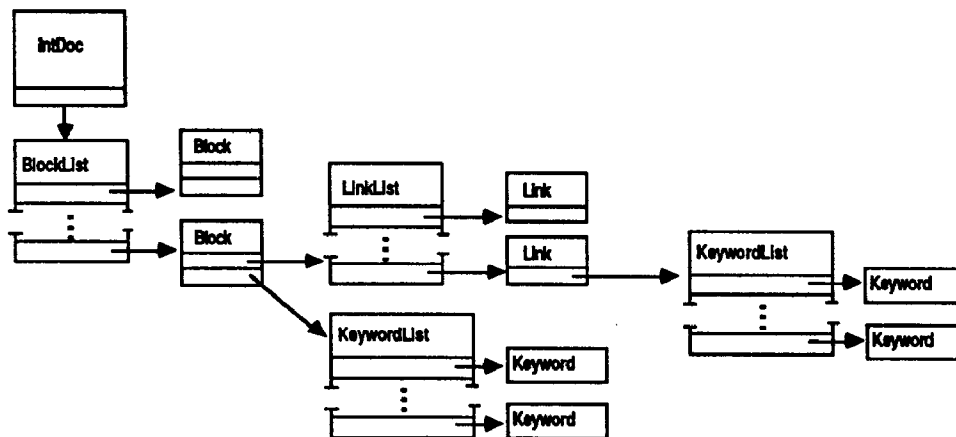 IntDoc
BlockList
Block
Block
LinkList
Link
Link
KeywordList
Keyword
Keyword
KeywordList
Keyword
Keyword